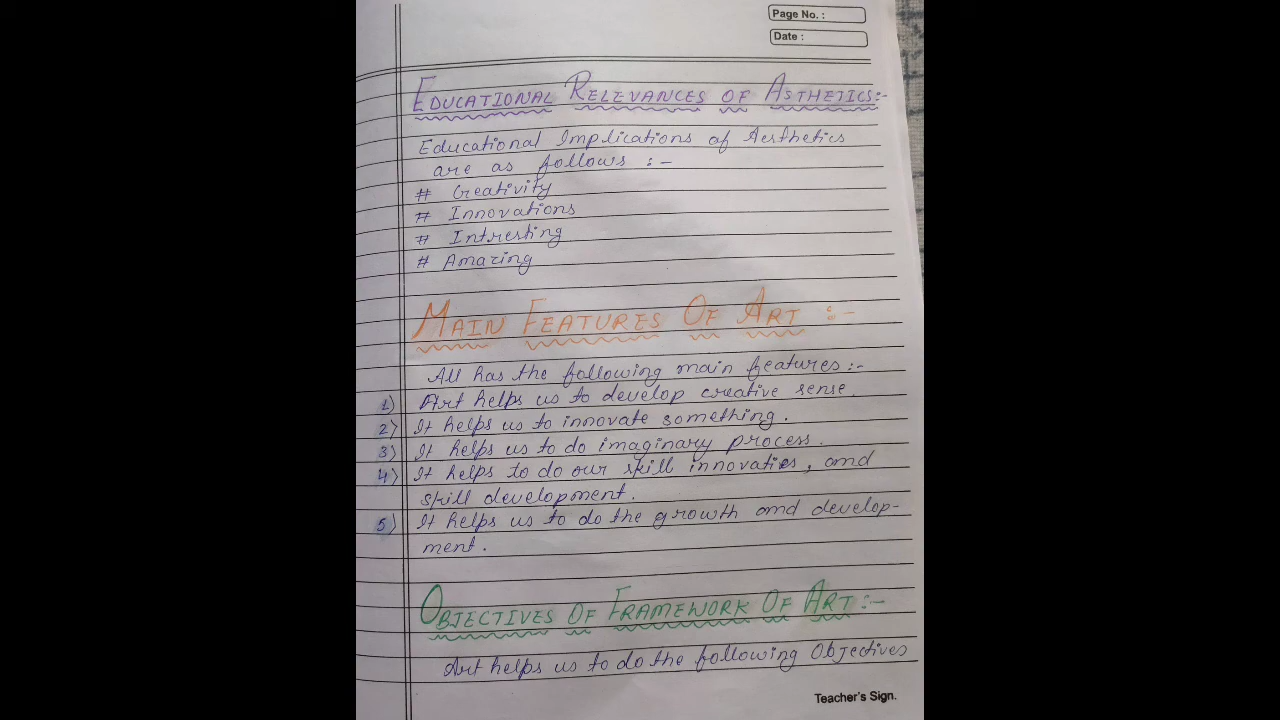 Page No. :
Date :
EDUCATIONAL RELEVANCES OF ASTHETICS:-
Educational Implications of Aesthetics
are as follows :-
# Creativity
# Innovations
# Intresting
# Amazing
MAIN FEATURES OF ART :-
All has the following main features:-
1) Art helps us to develop creative sense.
2) It helps us to innovate something.
3) It helps us to do imaginary process.
4) It helps to do our skill innovaties, and
skill development.
5) It helps us to do the growth and develop-
ment.
OBJECTIVES OF FRAMEWORK OF ART:-
Art helps us to do the following Objectives
Teacher's Sign.